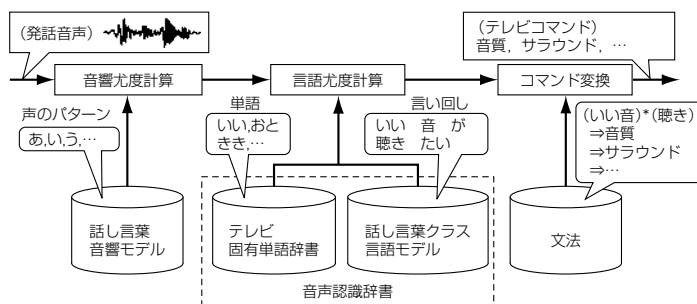 (発話音声)
(テレビコマンド)
音質，サラウンド，…
音響尤度計算
言語尤度計算
コマンド変換
声のパターン
あ,い,う,…
単語
いい,おと
きき,…
言い回し
いい 音 が
聴き たい
(いい音)*(聴き)
⇒音質
⇒サラウンド
⇒…
話し言葉
音響モデル
テレビ
固有単語辞書
話し言葉クラス
言語モデル
文法
音声認識辞書